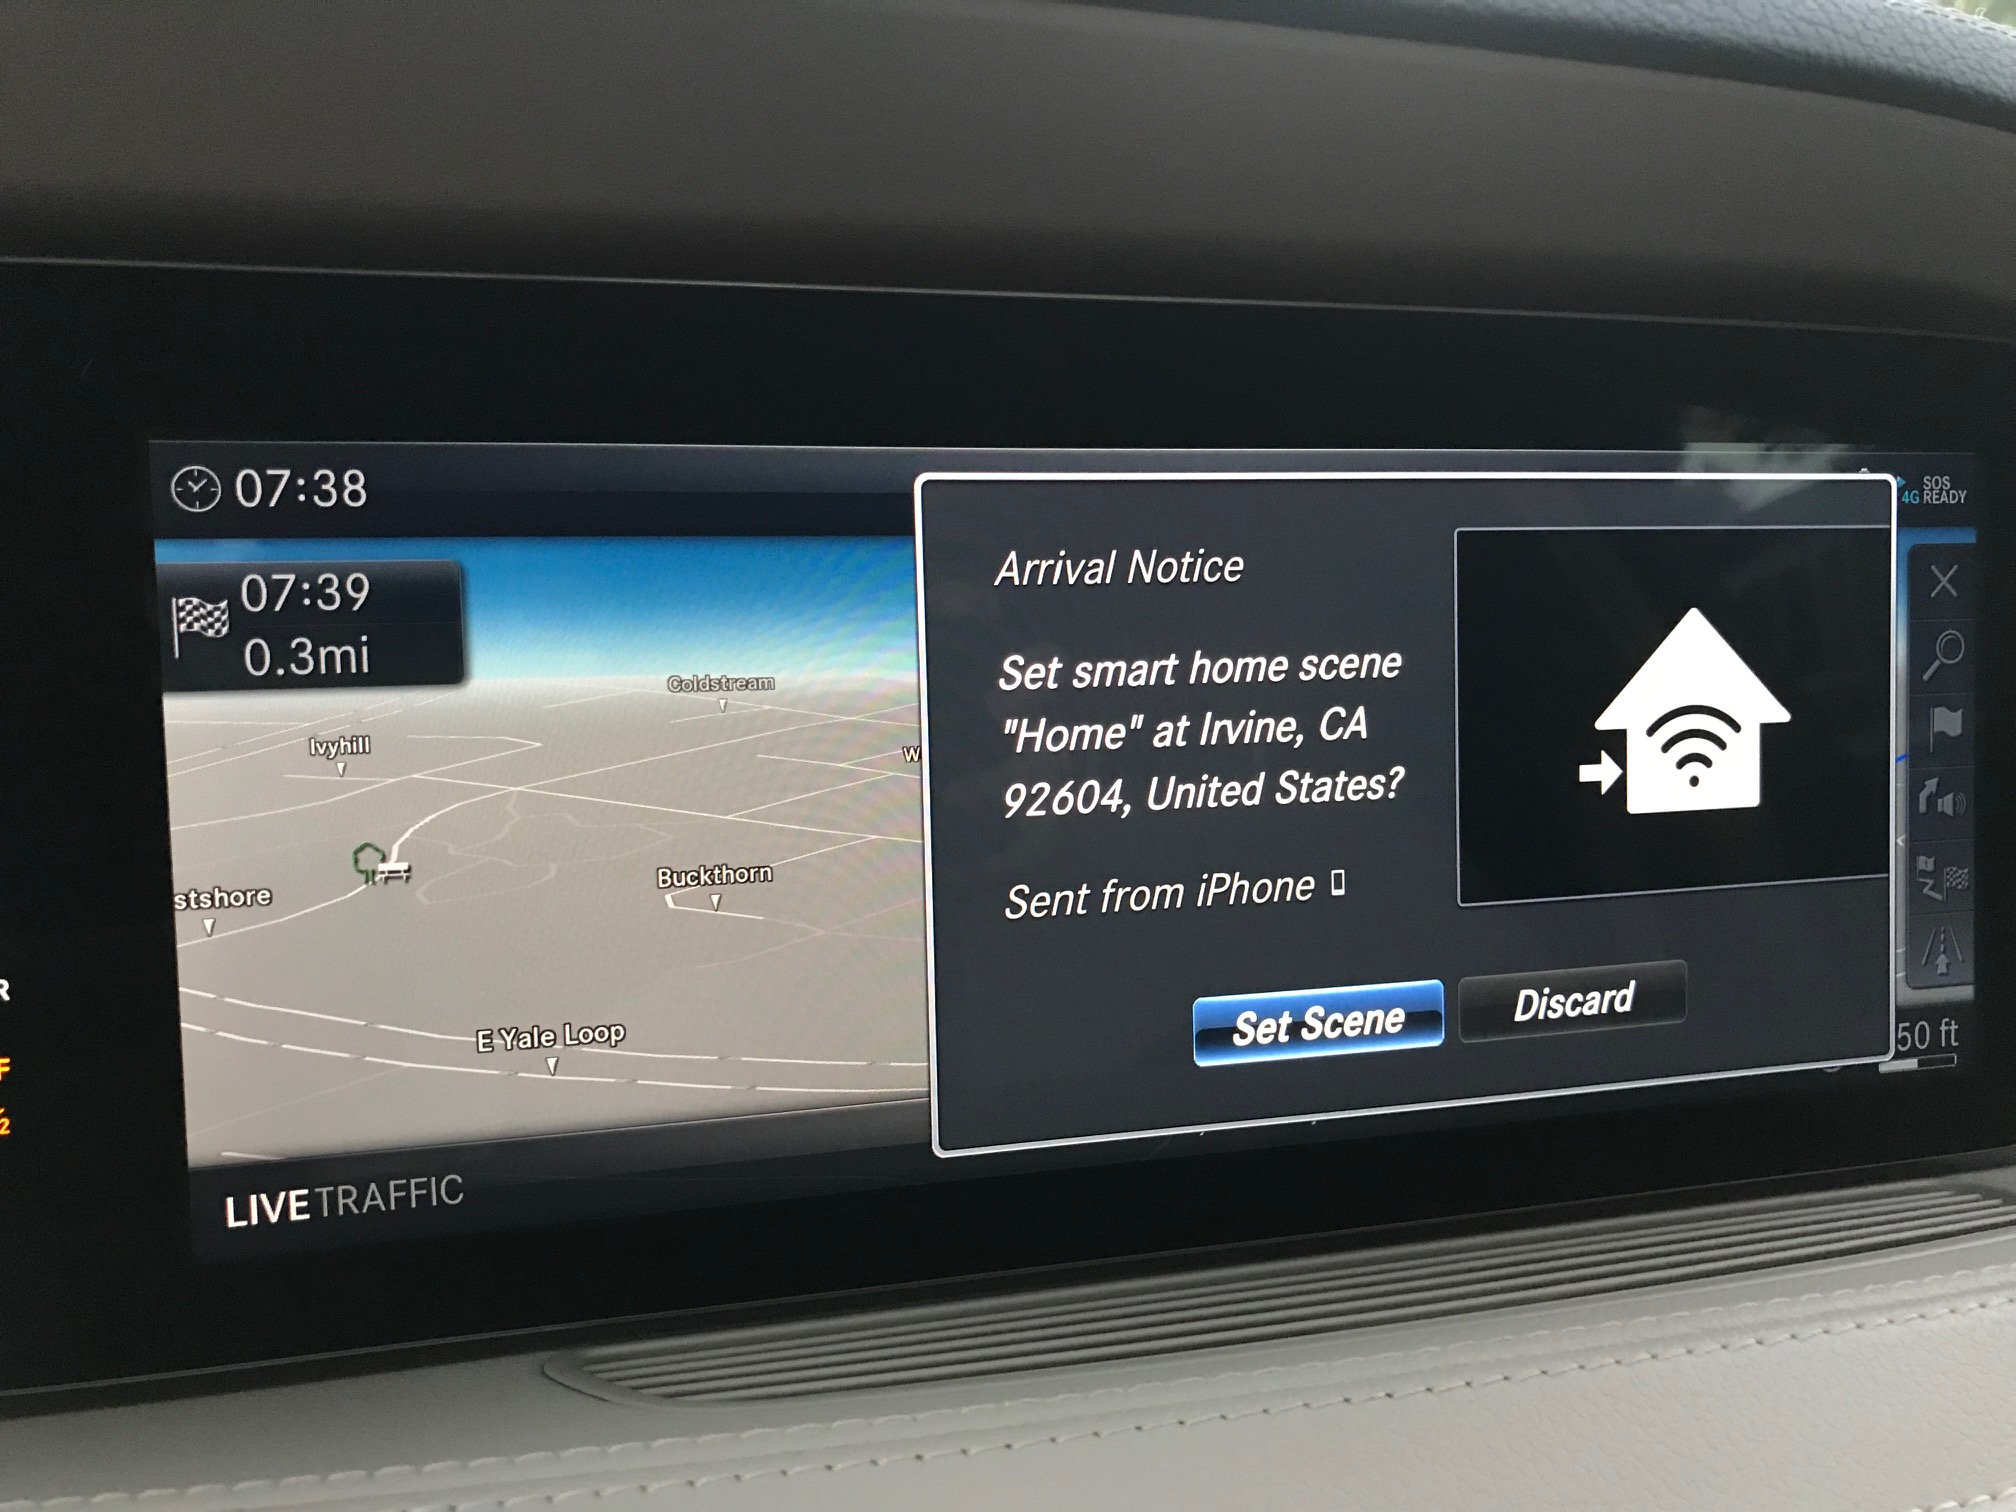 07:38
07:39
0.3mi
Coldstream
Ivyhill
W
stshore
Buckthorn
E Yale Loop
LIVETRAFFIC
Arrival Notice
Set smart home scene
"Home" at Irvine, CA
92604, United States?
Sent from iPhone
Set Scene
Discard
SOS
4G READY
50 ft
R
F
2